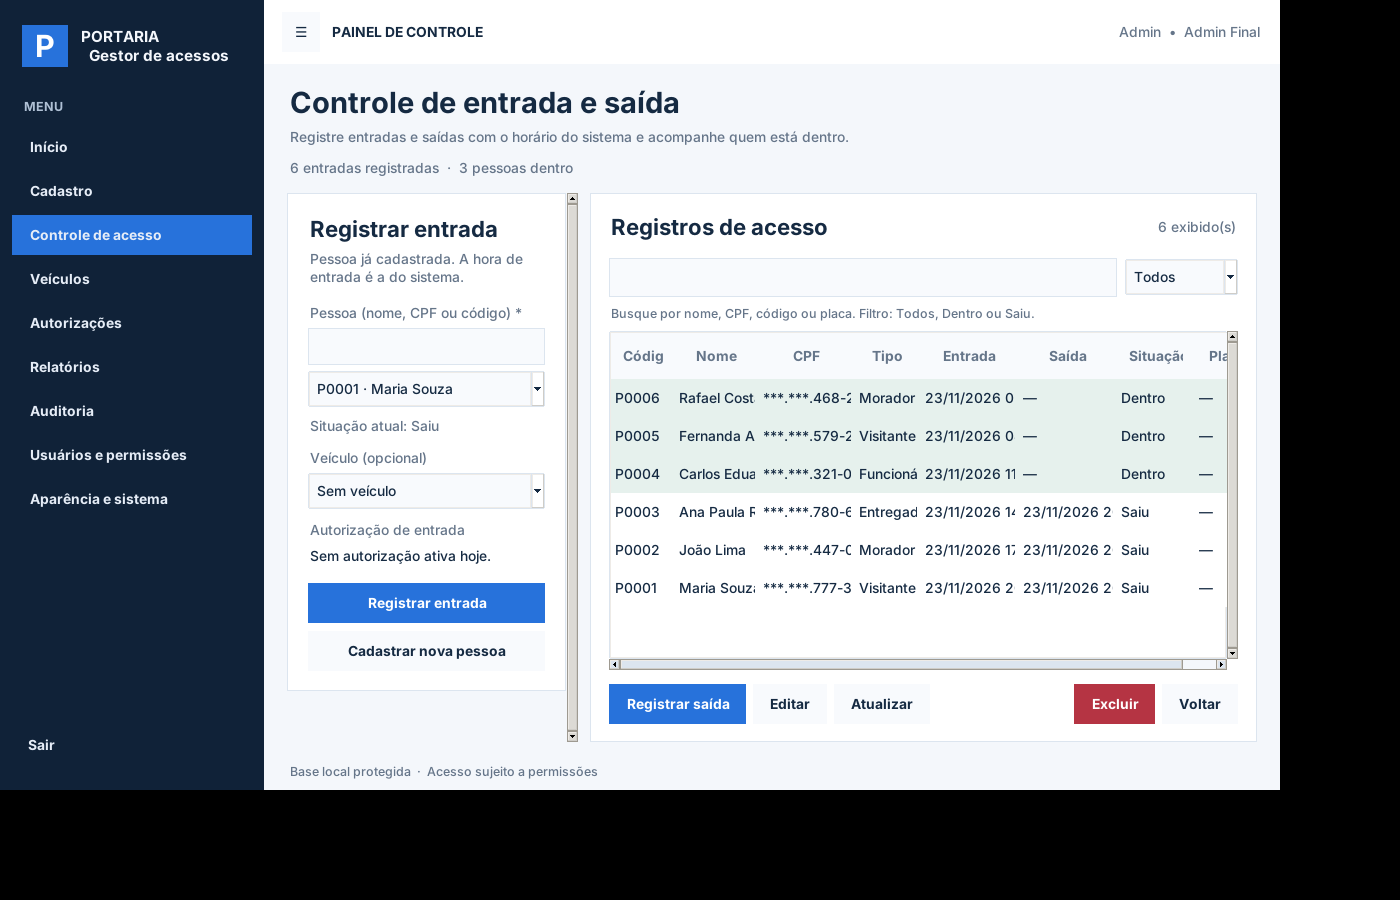 P
PORTARIA
Gestor de acessos
MENU
Início
Cadastro
Controle de acesso
Veículos
Autorizações
Relatórios
Auditoria
Usuários e permissões
Aparência e sistema
Sair
☰ PAINEL DE CONTROLE
Admin • Admin Final
Controle de entrada e saída
Registre entradas e saídas com o horário do sistema e acompanhe quem está dentro.
6 entradas registradas · 3 pessoas dentro
Registrar entrada
Pessoa já cadastrada. A hora de
entrada é a do sistema.
Pessoa (nome, CPF ou código) *
P0001 · Maria Souza
Situação atual: Saiu
Veículo (opcional)
Sem veículo
Autorização de entrada
Sem autorização ativa hoje.
Registrar entrada
Cadastrar nova pessoa
Registros de acesso
6 exibido(s)
Todos
Busque por nome, CPF, código ou placa. Filtro: Todos, Dentro ou Saiu.
Códig Nome CPF Tipo Entrada Saída Situaçã Pla
P0006 Rafael Cost ***.***.468-2 Morador 23/11/2026 0 — Dentro —
P0005 Fernanda A ***.***.579-2 Visitante 23/11/2026 0 — Dentro —
P0004 Carlos Edua ***.***.321-0 Funcioná 23/11/2026 11 — Dentro —
P0003 Ana Paula R ***.***.780-6 Entregad 23/11/2026 14 23/11/2026 2 Saiu —
P0002 João Lima ***.***.447-0 Morador 23/11/2026 17 23/11/2026 2 Saiu —
P0001 Maria Souza ***.***.777-3 Visitante 23/11/2026 2 23/11/2026 2 Saiu —
Registrar saída
Editar
Atualizar
Excluir
Voltar
Base local protegida · Acesso sujeito a permissões